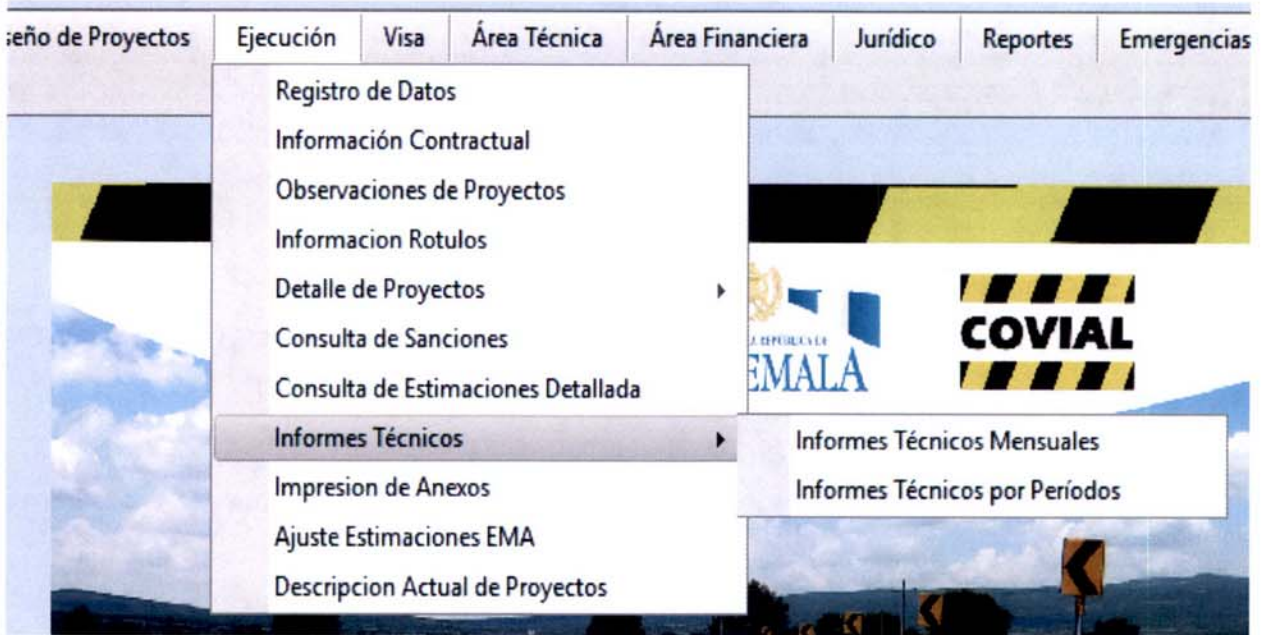 seño de Proyectos Ejecución Visa Área Técnica Área Financiera Jurídico Reportes Emergencias
Registro de Datos
Información Contractual
Observaciones de Proyectos
Informacion Rotulos
Detalle de Proyectos
Consulta de Sanciones
Consulta de Estimaciones Detallada
Informes Técnicos
Impresion de Anexos
Ajuste Estimaciones EMA
Descripcion Actual de Proyectos
Informes Técnicos Mensuales
Informes Técnicos por Períodos
EMALA
COVIAL